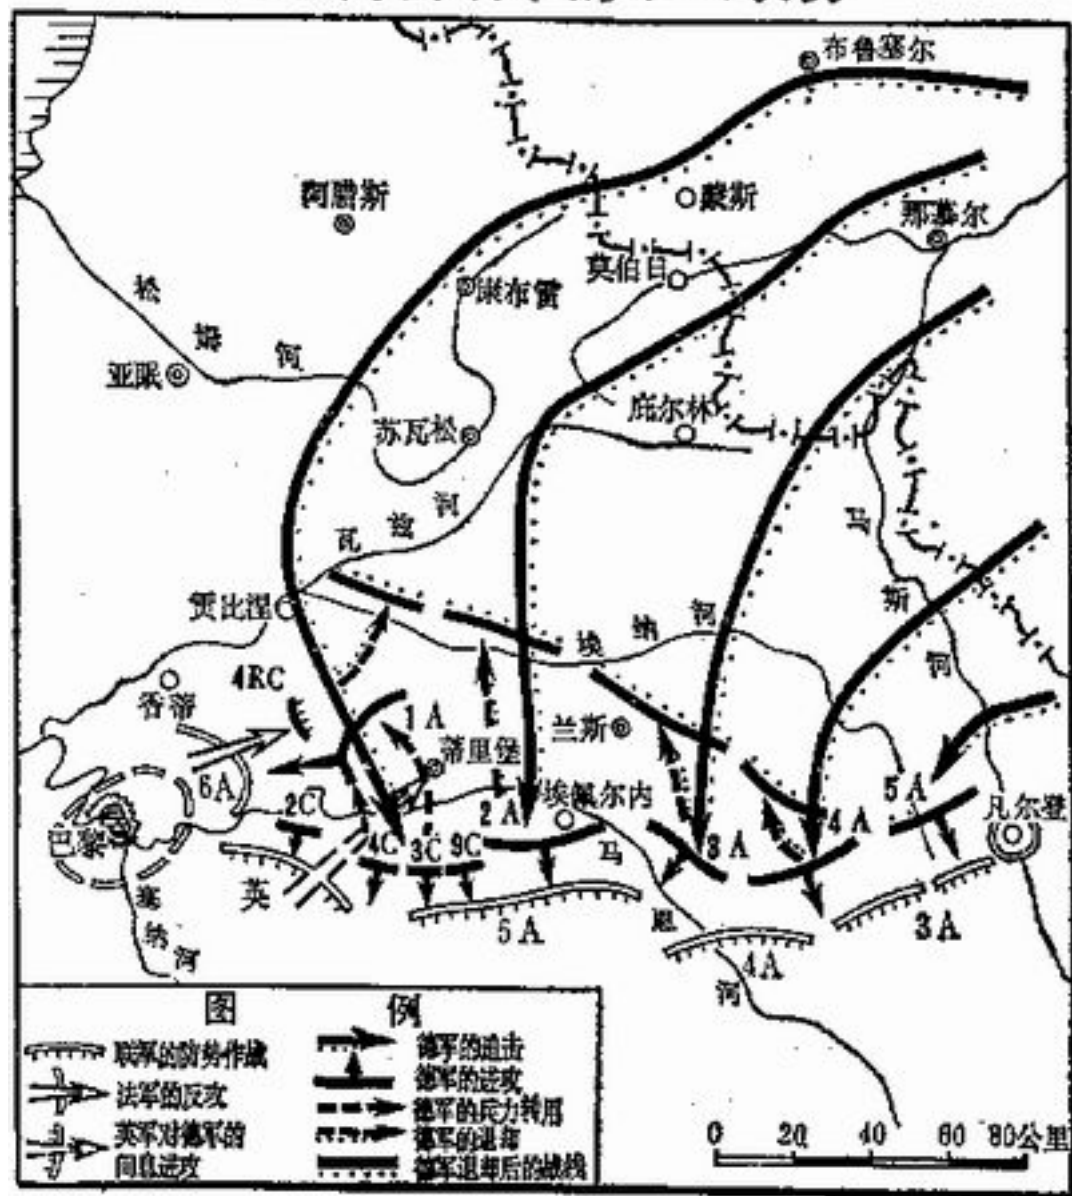 布鲁塞尔
阿腊斯
蒙斯
那慕尔
莫伯日
康布雷
松
姆
河
亚眠
苏瓦松
庇尔林
瓦
兹
河
马
斯
河
贡比涅
埃
纳
河
4RC
香蒂
1A
蒂里堡
兰斯
6A
2C
2A
埃佩尔内
5A
凡尔登
巴黎
4C
3C
9C
3A
4A
英
马
恩
河
塞
纳
河
5A
4A
3A
图 例
联军的防势作战
法军的反攻
英军对德军的
间隙进攻
德军的追击
德军的进攻
德军的兵力转用
德军的退却
德军退却后的战线
0 20 40 60 80公里